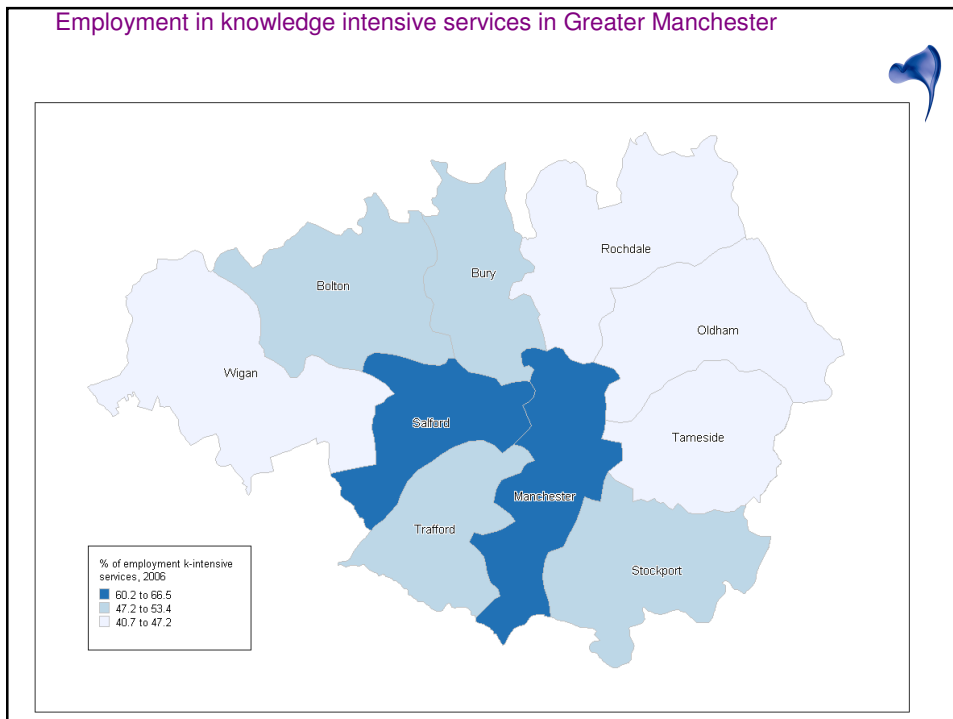 Employment in knowledge intensive services in Greater Manchester
Rochdale
Bury
Bolton
Oldham
Wigan
Salford
Tameside
Manchester
Trafford
Stockport
% of employment k-intensive
services, 2006
60.2 to 66.5
47.2 to 53.4
40.7 to 47.2